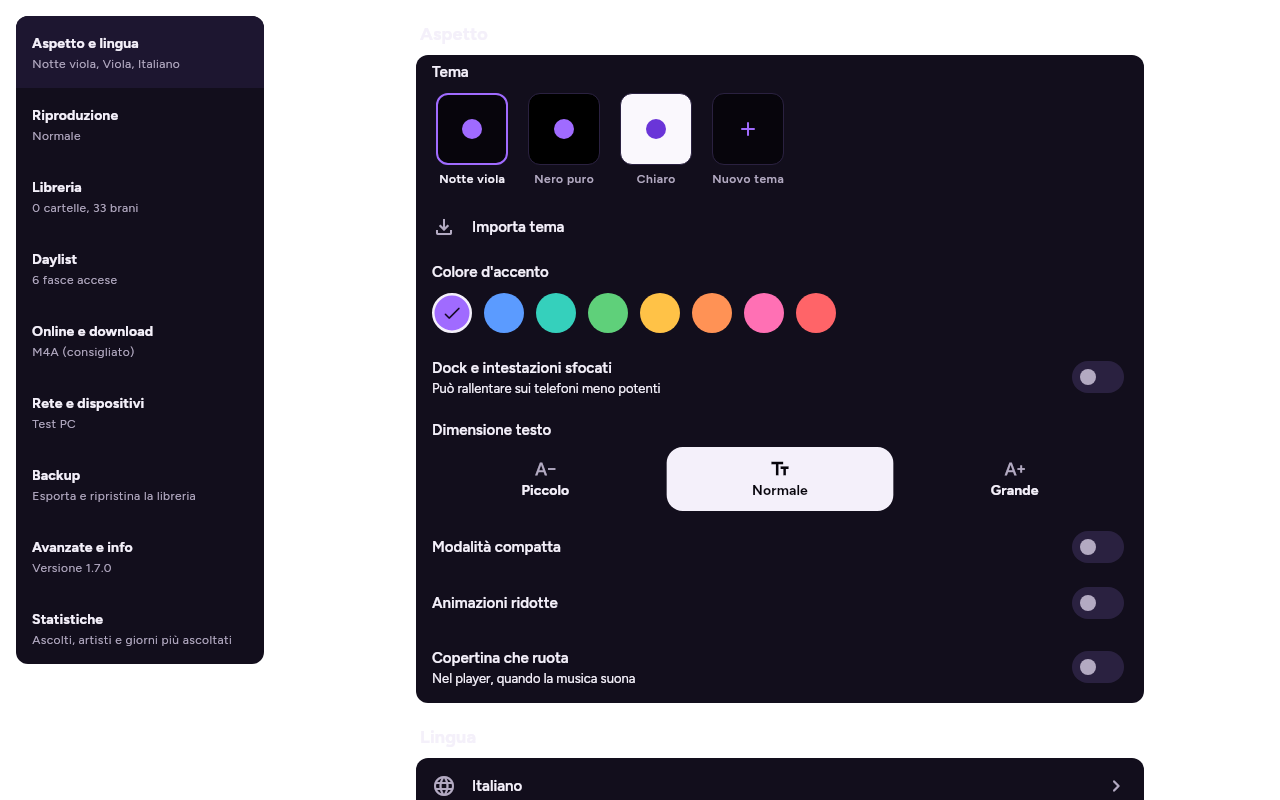 Aspetto e lingua
Notte viola, Viola, Italiano
Riproduzione
Normale
Libreria
0 cartelle, 33 brani
Daylist
6 fasce accese
Online e download
M4A (consigliato)
Rete e dispositivi
Test PC
Backup
Esporta e ripristina la libreria
Avanzate e info
Versione 1.7.0
Statistiche
Ascolti, artisti e giorni più ascoltati
Aspetto
Tema
Notte viola
Nero puro
Chiaro
Nuovo tema
Importa tema
Colore d'accento
Dock e intestazioni sfocati
Può rallentare sui telefoni meno potenti
Dimensione testo
A−
Piccolo
Tт
Normale
A+
Grande
Modalità compatta
Animazioni ridotte
Copertina che ruota
Nel player, quando la musica suona
Lingua
Italiano